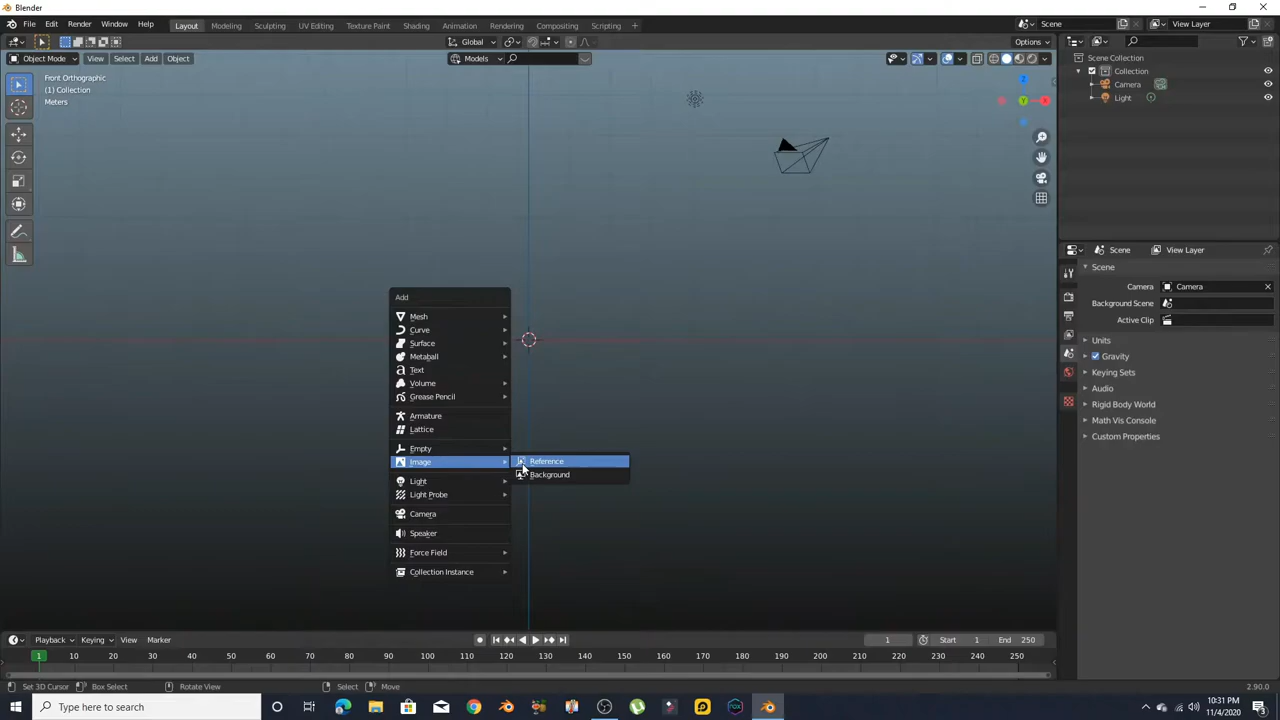 Blender
File Edit Render Window Help Layout Modeling Sculpting UV Editing Texture Paint Shading Animation Rendering Compositing Scripting + Scene View Layer
Global Options
Object Mode View Select Add Object Models
Front Orthographic
(1) Collection
Meters
Scene Collection
Collection
Camera
Light
Scene View Layer
Scene
Camera Camera
Background Scene
Active Clip
Units
Gravity
Keying Sets
Audio
Rigid Body World
Math Vis Console
Custom Properties
Add
Mesh
Curve
Surface
Metaball
Text
Volume
Grease Pencil
Armature
Lattice
Empty
Image
Reference
Background
Light
Light Probe
Camera
Speaker
Force Field
Collection Instance
Playback Keying View Marker 1 Start 1 End 250
1 10 20 30 40 50 60 70 80 90 100 110 120 130 140 150 160 170 180 190 200 210 220 230 240 250
Set 3D Cursor Box Select Rotate View Select Move 2.90.0
Type here to search
10:31 PM
11/4/2020